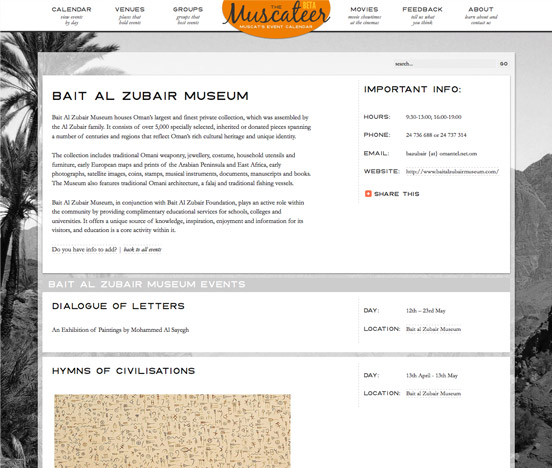 CALENDAR
view events
by day
VENUES
places that
hold events
GROUPS
groups that
host events
THE BETA
Muscateer
MUSCAT'S EVENT CALENDAR
MOVIES
movie showtimes
at the cinemas
FEEDBACK
tell us what
you think
ABOUT
learn about and
contact us
search... GO
BAIT AL ZUBAIR MUSEUM
Bait Al Zubair Museum houses Oman's largest and finest private collection, which was assembled by
the Al Zubair family. It consists of over 5,000 specially selected, inherited or donated pieces spanning
a number of centuries and regions that reflect Oman's rich cultural heritage and unique identity.
The collection includes traditional Omani weaponry, jewellery, costume, household utensils and
furniture, early European maps and prints of the Arabian Peninsula and East Africa, early
photographs, satellite images, coins, stamps, musical instruments, documents, manuscripts and books.
The Museum also features traditional Omani architecture, a falaj and traditional fishing vessels.
Bait Al Zubair Museum, in conjunction with Bait Al Zubair Foundation, plays an active role within
the community by providing complimentary educational services for schools, colleges and
universities. It offers a unique source of knowledge, inspiration, enjoyment and information for its
visitors, and education is a core activity within it.
Do you have info to add? | back to all events
IMPORTANT INFO:
HOURS: 9:30-13:00, 16:00-19:00
PHONE: 24 736 688 or 24 737 314
EMAIL: bazubair [at] omantel.net.om
WEBSITE: http://www.baitalzubairmuseum.com/
SHARE THIS
BAIT AL ZUBAIR MUSEUM EVENTS
DIALOGUE OF LETTERS
An Exhibition of Paintings by Mohammed Al Sayegh
DAY: 12th – 23rd May
LOCATION: Bait al Zubair Museum
HYMNS OF CIVILISATIONS
DAY: 13th April - 13th May
LOCATION: Bait al Zubair Museum